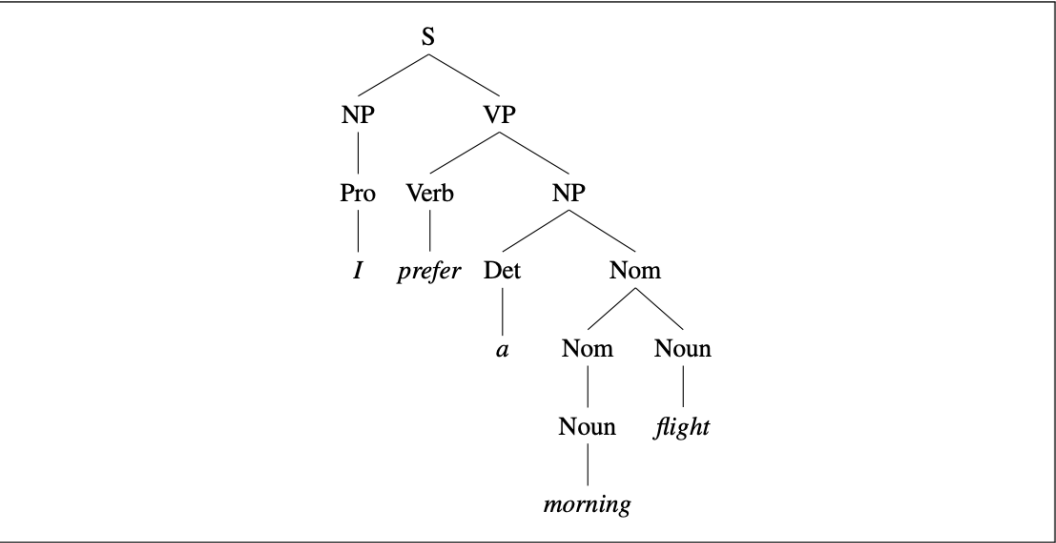 S
NP VP
Pro Verb NP
I prefer Det Nom
a Nom Noun
Noun flight
morning